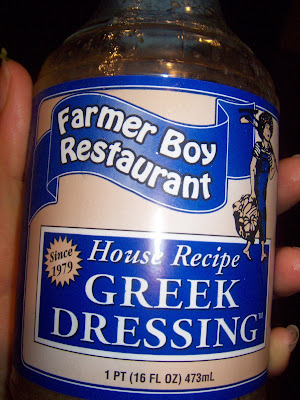 Farmer Boy
Restaurant
Since
1979
House Recipe
GREEK
DRESSING™
1 PT (16 FL OZ) 473mL